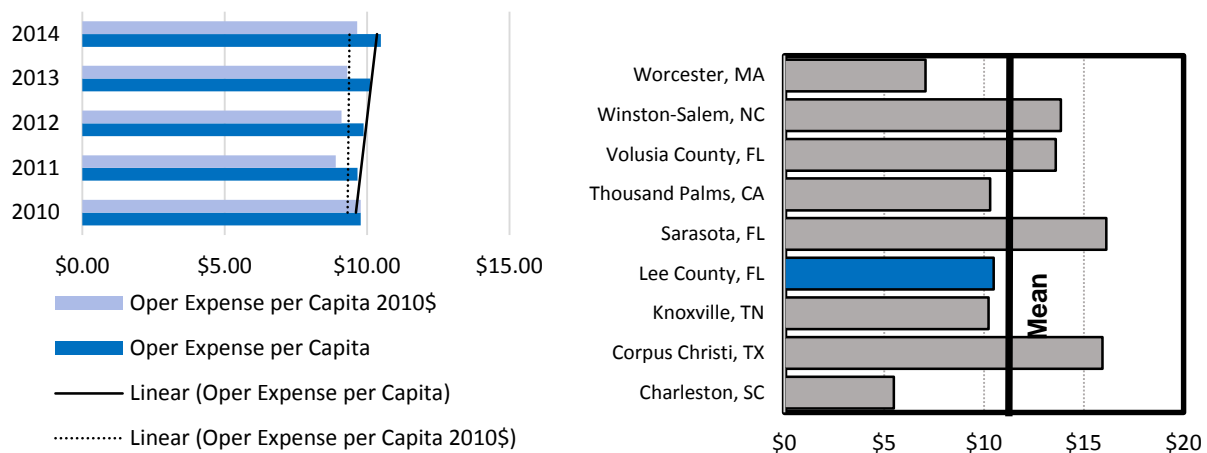 2014
2013
2012
2011
2010
$0.00 $5.00 $10.00 $15.00
Oper Expense per Capita 2010$
Oper Expense per Capita
Linear (Oper Expense per Capita)
Linear (Oper Expense per Capita 2010$)
Worcester, MA
Winston-Salem, NC
Volusia County, FL
Thousand Palms, CA
Sarasota, FL
Lee County, FL
Knoxville, TN
Corpus Christi, TX
Charleston, SC
Mean
$0 $5 $10 $15 $20